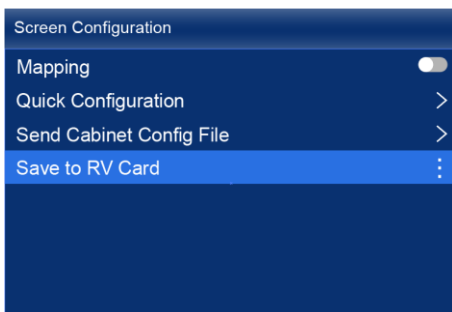 Screen Configuration
Mapping
Quick Configuration
Send Cabinet Config File
Save to RV Card